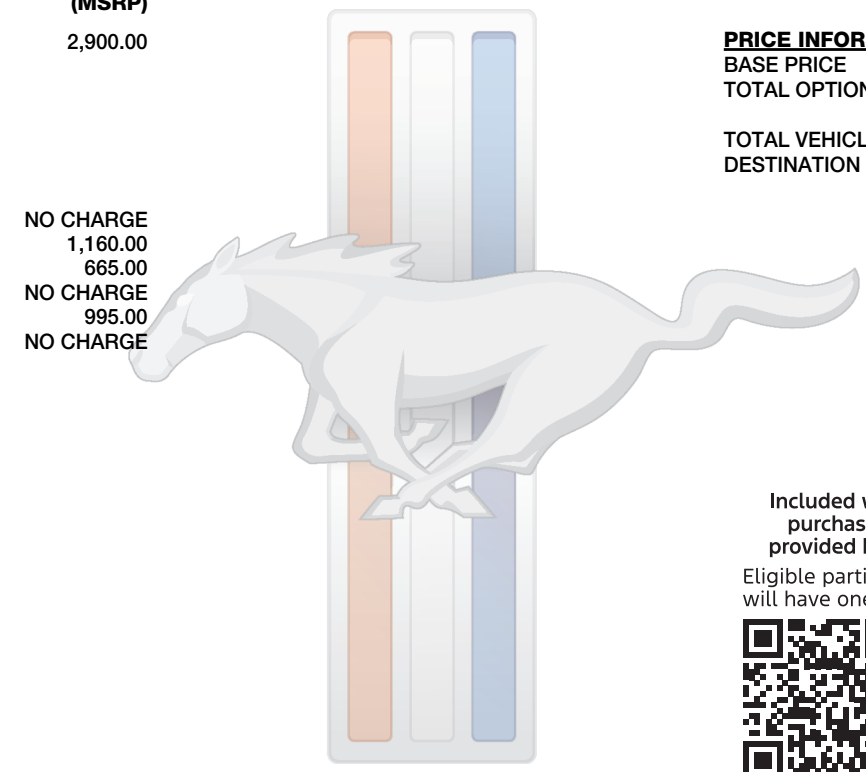 (MSRP)
2,900.00
NO CHARGE
1,160.00
665.00
NO CHARGE
995.00
NO CHARGE
PRICE INFOR
BASE PRICE
TOTAL OPTION
TOTAL VEHICL
DESTINATION
Included w
purchas
provided
Eligible parti
will have one